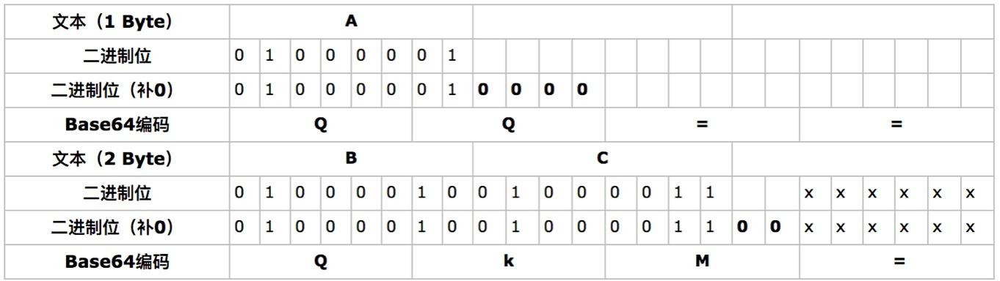 文本（1 Byte） A
二进制位 0 1 0 0 0 0 0 1
二进制位（补0） 0 1 0 0 0 0 0 1 0 0 0 0
Base64编码 Q Q = =
文本（2 Byte） B C
二进制位 0 1 0 0 0 0 1 0 0 1 0 0 0 0 1 1 x x x x x x
二进制位（补0） 0 1 0 0 0 0 1 0 0 1 0 0 0 0 1 1 0 0 x x x x x x
Base64编码 Q k M =